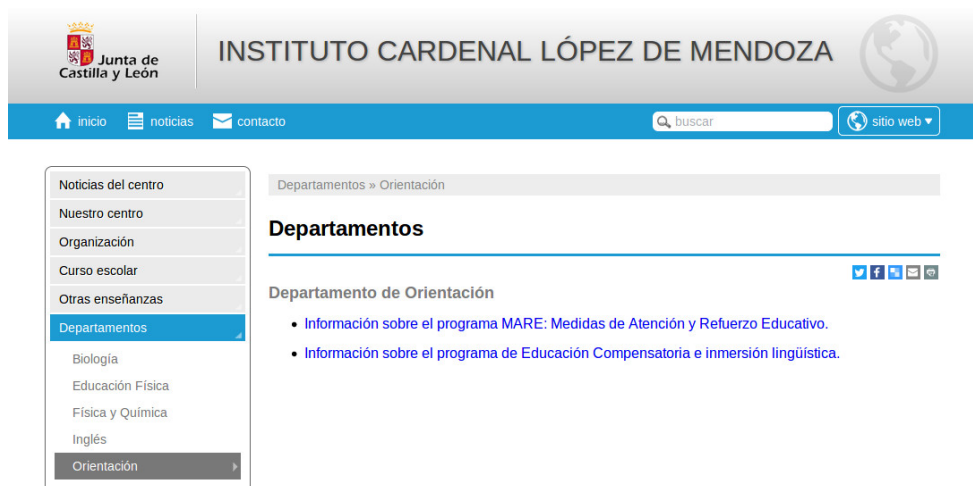 Junta de
Castilla y León
INSTITUTO CARDENAL LÓPEZ DE MENDOZA
inicio noticias contacto buscar sitio web
Noticias del centro
Nuestro centro
Organización
Curso escolar
Otras enseñanzas
Departamentos
Biología
Educación Física
Física y Química
Inglés
Orientación
Departamentos » Orientación
Departamentos
Departamento de Orientación
Información sobre el programa MARE: Medidas de Atención y Refuerzo Educativo.
Información sobre el programa de Educación Compensatoria e inmersión lingüística.